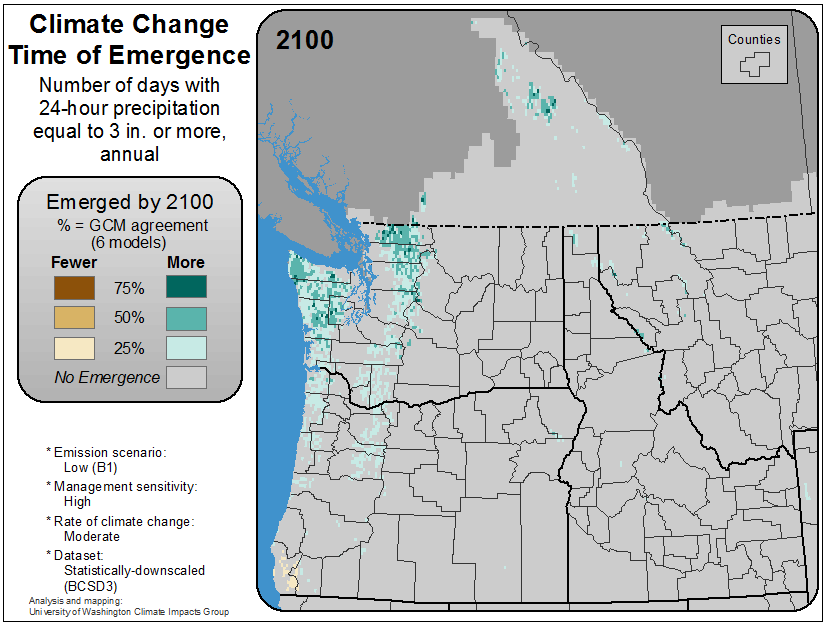 Climate Change
Time of Emergence
Number of days with
24-hour precipitation
equal to 3 in. or more,
annual
Emerged by 2100
% = GCM agreement
(6 models)
Fewer More
75%
50%
25%
No Emergence
* Emission scenario:
Low (B1)
* Management sensitivity:
High
* Rate of climate change:
Moderate
* Dataset:
Statistically-downscaled
(BCSD3)
Analysis and mapping:
University of Washington Climate Impacts Group
2100
Counties